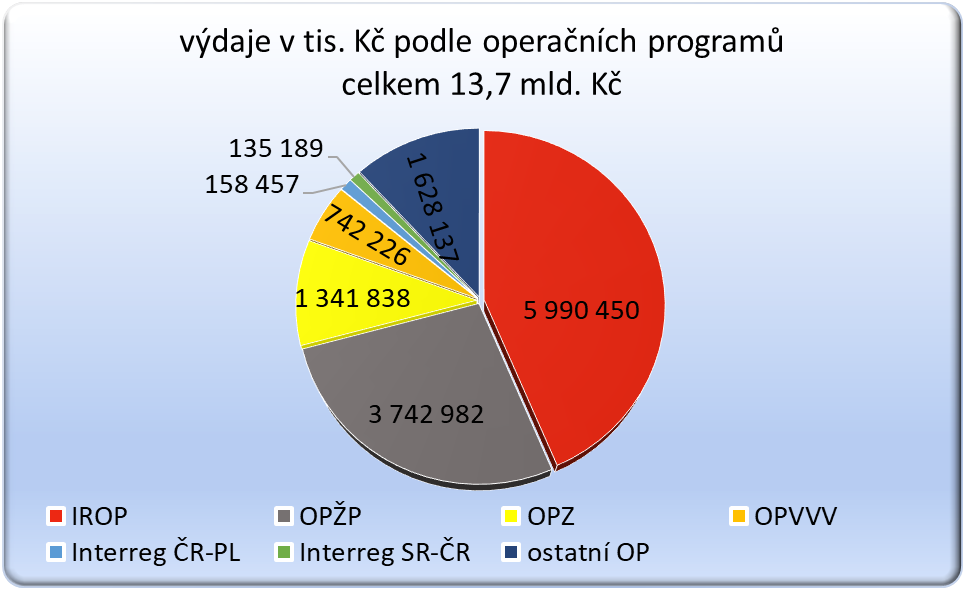 výdaje v tis. Kč podle operačních programů
celkem 13,7 mld. Kč
135 189
158 457
1 628 137
742 226
1 341 838
5 990 450
3 742 982
IROP
OPŽP
OPZ
OPVVV
Interreg ČR-PL
Interreg SR-ČR
ostatní OP